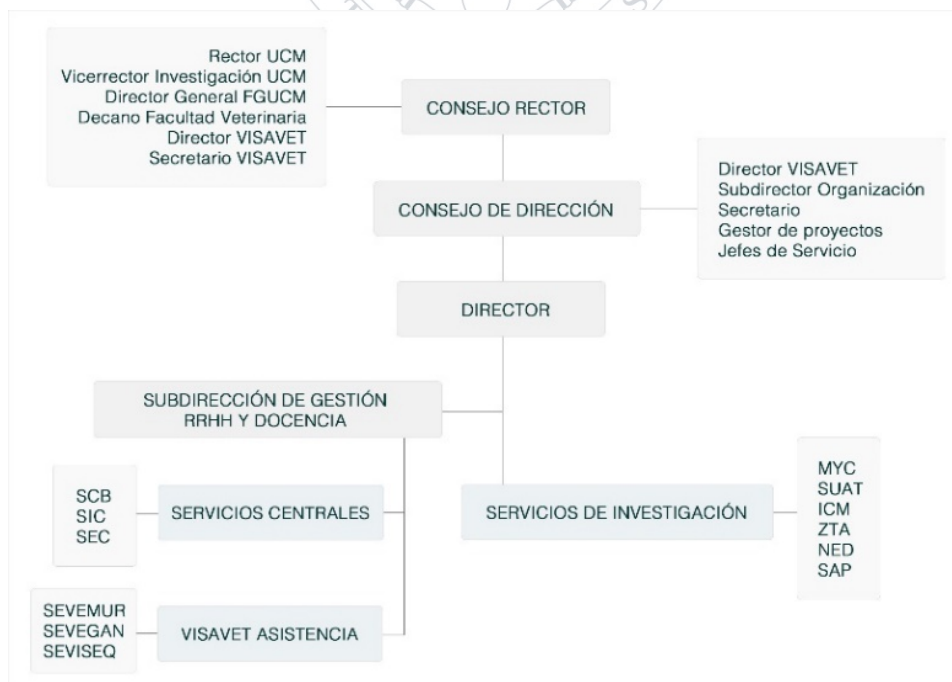 Rector UCM
Vicerrector Investigación UCM
Director General FGUCM
Decano Facultad Veterinaria
Director VISAVET
Secretario VISAVET
CONSEJO RECTOR
CONSEJO DE DIRECCIÓN
Director VISAVET
Subdirector Organización
Secretario
Gestor de proyectos
Jefes de Servicio
DIRECTOR
SUBDIRECCIÓN DE GESTIÓN
RRHH Y DOCENCIA
SCB
SIC
SEC
SERVICIOS CENTRALES
SERVICIOS DE INVESTIGACIÓN
MYC
SUAT
ICM
ZTA
NED
SAP
SEVEMUR
SEVEGAN
SEVISEQ
VISAVET ASISTENCIA